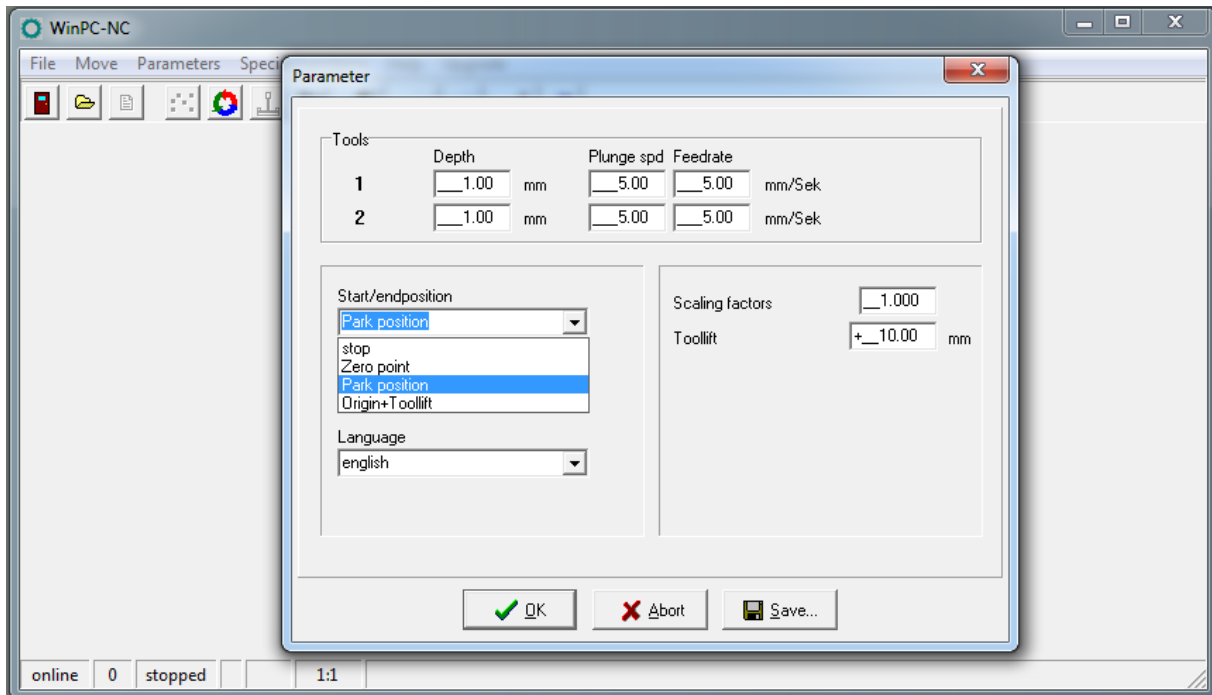 WinPC-NC
File Move Parameters Speci
Parameter
Tools
Depth Plunge spd Feedrate
1 __1.00 mm __5.00 __5.00 mm/Sek
2 __1.00 mm __5.00 __5.00 mm/Sek
Start/endposition
Park position
stop
Zero point
Park position
Origin+Toollift
Language
english
Scaling factors __1.000
Toollift +__10.00 mm
OK Abort Save...
online 0 stopped 1:1